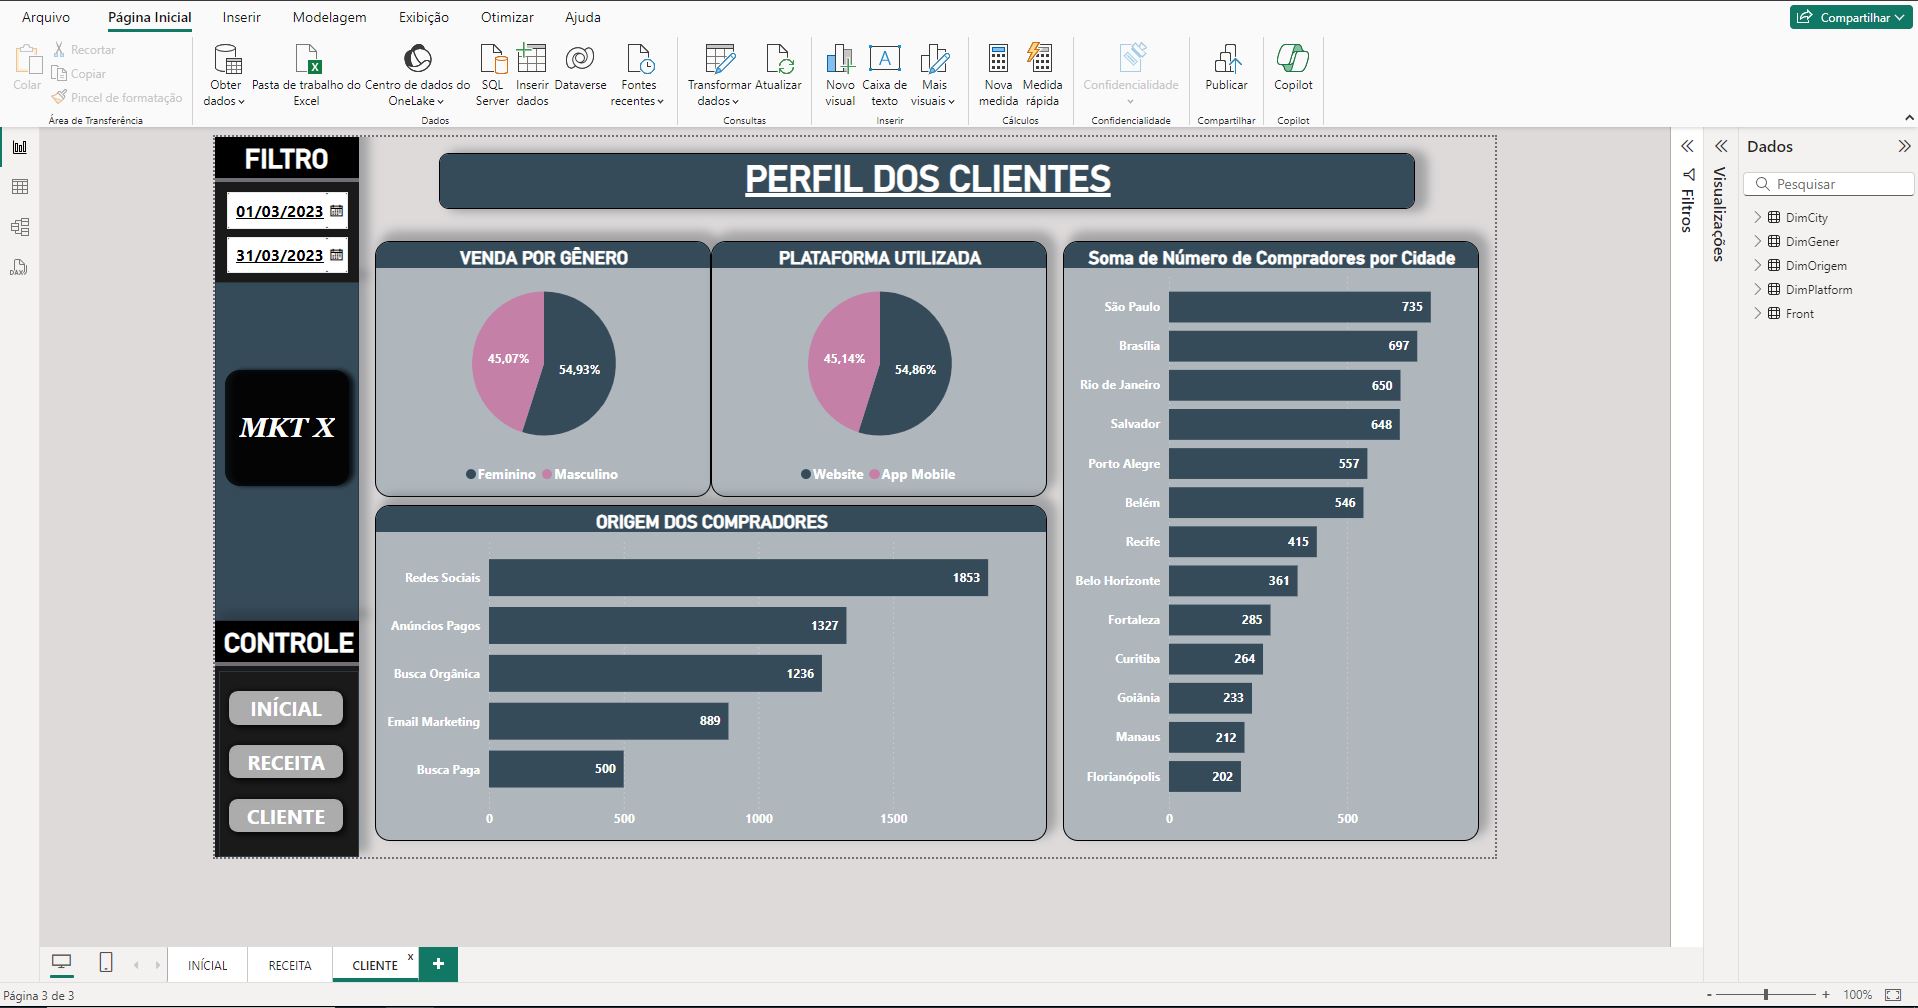 Arquivo Página Inicial Inserir Modelagem Exibição Otimizar Ajuda
Compartilhar
Colar
Recortar
Copiar
Pincel de formatação
Área de Transferência
Obter dados
Pasta de trabalho do Excel
Centro de dados do OneLake
SQL Server
Inserir dados
Dataverse
Fontes recentes
Dados
Transformar dados
Atualizar
Consultas
Novo visual
Caixa de texto
Mais visuais
Inserir
Nova medida
Medida rápida
Cálculos
Confidencialidade
Confidencialidade
Publicar
Compartilhar
Copilot
Copilot
FILTRO
01/03/2023
31/03/2023
MKT X
CONTROLE
INÍCIAL
RECEITA
CLIENTE
PERFIL DOS CLIENTES
VENDA POR GÊNERO
45,07%
54,93%
Feminino Masculino
PLATAFORMA UTILIZADA
45,14%
54,86%
Website App Mobile
ORIGEM DOS COMPRADORES
Redes Sociais 1853
Anúncios Pagos 1327
Busca Orgânica 1236
Email Marketing 889
Busca Paga 500
0 500 1000 1500
Soma de Número de Compradores por Cidade
São Paulo 735
Brasília 697
Rio de Janeiro 650
Salvador 648
Porto Alegre 557
Belém 546
Recife 415
Belo Horizonte 361
Fortaleza 285
Curitiba 264
Goiânia 233
Manaus 212
Florianópolis 202
0 500
Filtros
Visualizações
Dados
Pesquisar
DimCity
DimGener
DimOrigem
DimPlatform
Front
DAX
INÍCIAL RECEITA CLIENTE x +
Página 3 de 3
- + 100%